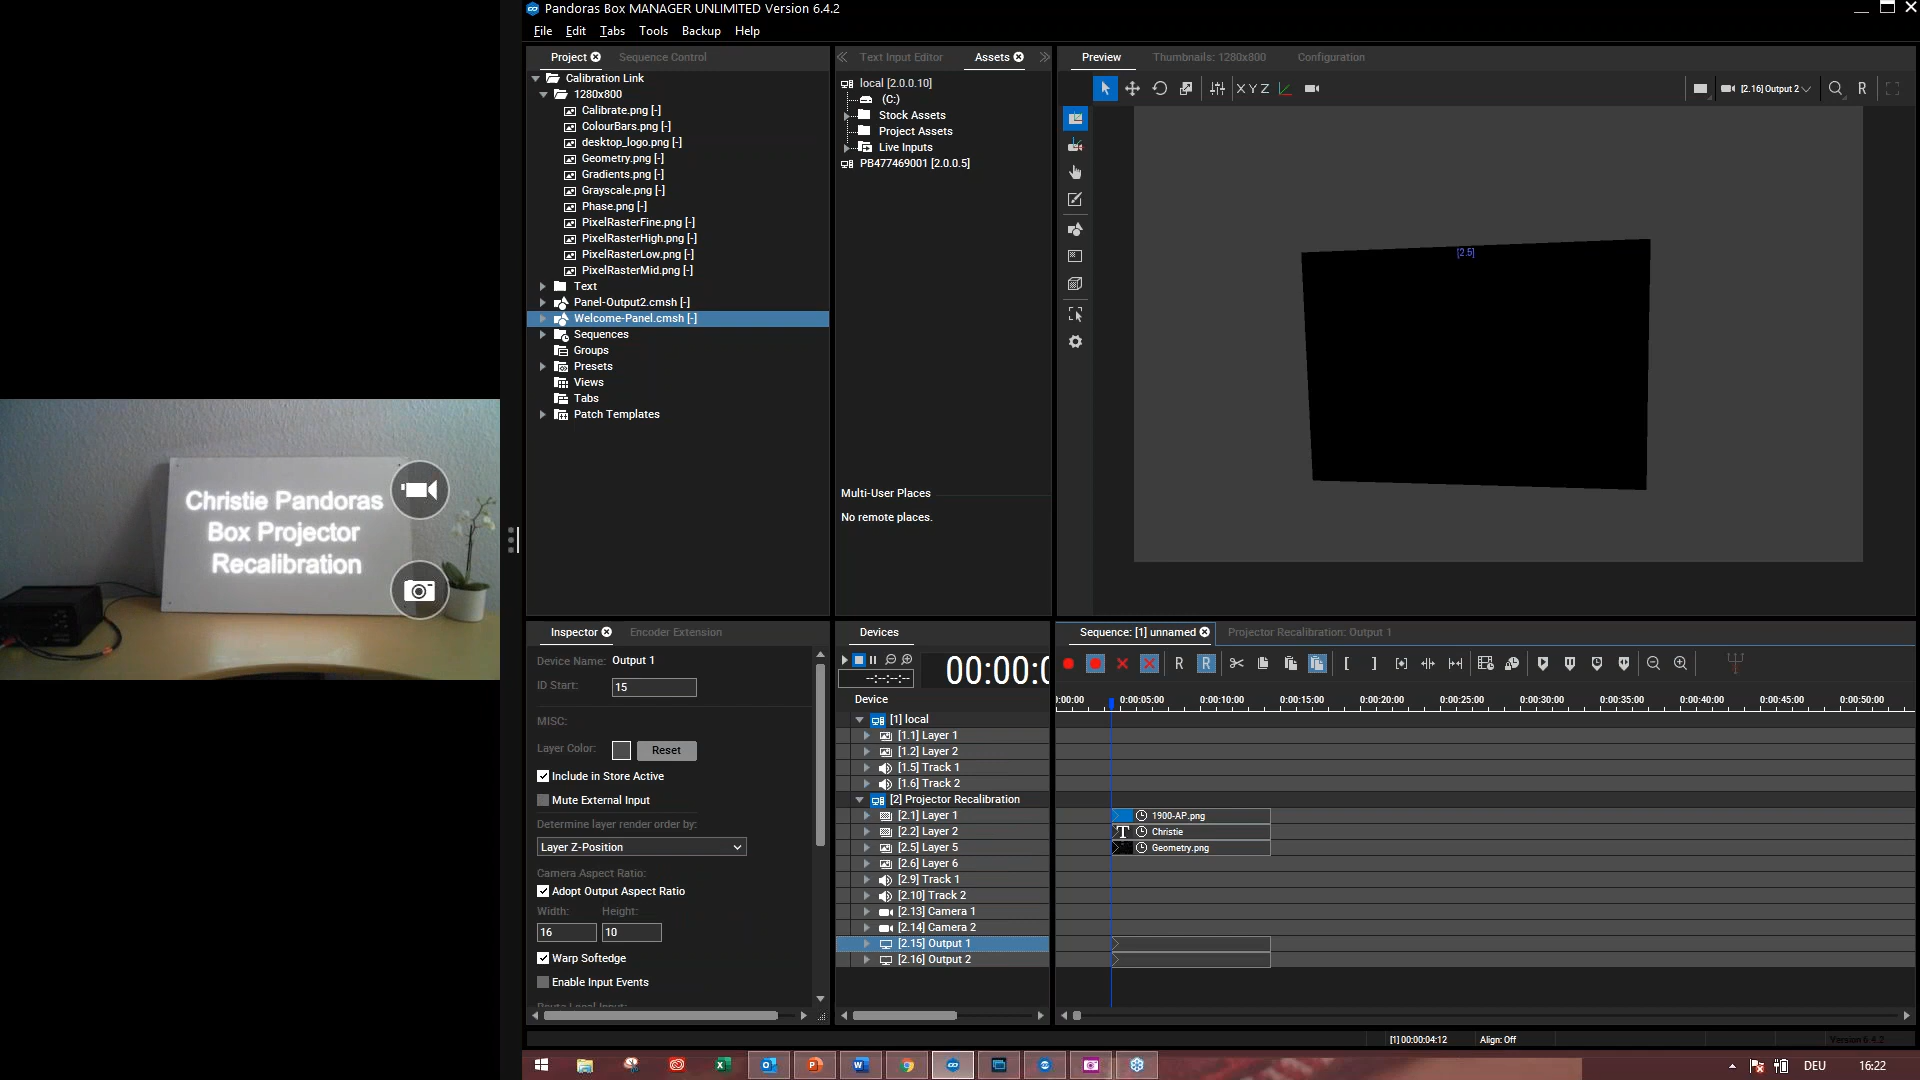 Pandoras Box MANAGER UNLIMITED Version 6.4.2
File Edit Tabs Tools Backup Help
Project Sequence Control
Calibration Link
1280x800
Calibrate.png [-]
ColourBars.png [-]
desktop_logo.png [-]
Geometry.png [-]
Gradients.png [-]
Grayscale.png [-]
Phase.png [-]
PixelRasterFine.png [-]
PixelRasterHigh.png [-]
PixelRasterLow.png [-]
PixelRasterMid.png [-]
Text
Panel-Output2.cmsh [-]
Welcome-Panel.cmsh [-]
Sequences
Groups
Presets
Views
Tabs
Patch Templates
Text Input Editor Assets
local [2.0.0.10]
(C:)
Stock Assets
Project Assets
Live Inputs
PB477469001 [2.0.0.5]
Multi-User Places
No remote places.
Preview Thumbnails: 1280x800 Configuration
X Y Z [2.16] Output 2 R
[2.5]
Christie Pandoras
Box Projector
Recalibration
Inspector Encoder Extension
Device Name: Output 1
ID Start: 15
MISC:
Layer Color: Reset
Include in Store Active
Mute External Input
Determine layer render order by:
Layer Z-Position
Camera Aspect Ratio:
Adopt Output Aspect Ratio
Width: Height:
16 10
Warp Softedge
Enable Input Events
Devices
--:--:--:-- 00:00:0
Device
[1] local
[1.1] Layer 1
[1.2] Layer 2
[1.5] Track 1
[1.6] Track 2
[2] Projector Recalibration
[2.1] Layer 1
[2.2] Layer 2
[2.5] Layer 5
[2.6] Layer 6
[2.9] Track 1
[2.10] Track 2
[2.13] Camera 1
[2.14] Camera 2
[2.15] Output 1
[2.16] Output 2
Sequence: [1] unnamed Projector Recalibration: Output 1
R R
0:00:00 0:00:05:00 0:00:10:00 0:00:15:00 0:00:20:00 0:00:25:00 0:00:30:00 0:00:35:00 0:00:40:00 0:00:45:00 0:00:50:00
1900-AP.png
T Christie
Geometry.png
[1] 00:00:04:12 Align: Off Version 6.4.2
DEU 16:22